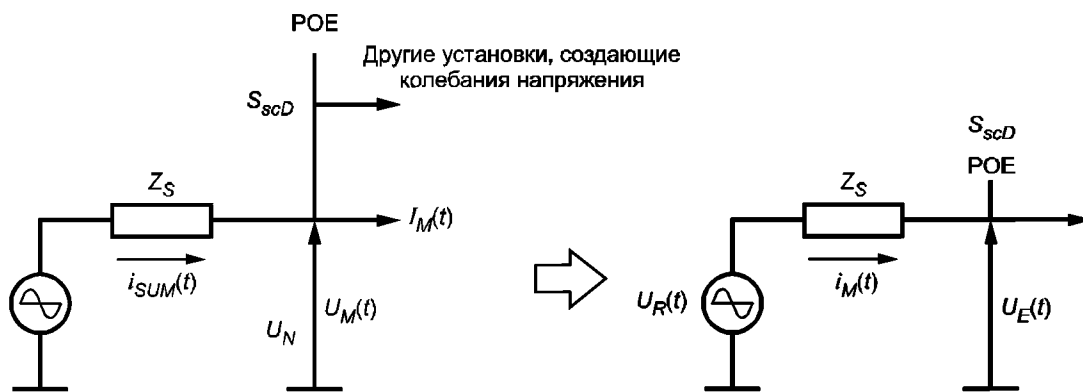 POE
Другие установки, создающие
колебания напряжения
S_scD
Z_S
I_M(t)
i_SUM(t)
U_M(t)
U_N
S_scD
POE
Z_S
i_M(t)
U_R(t)
U_E(t)